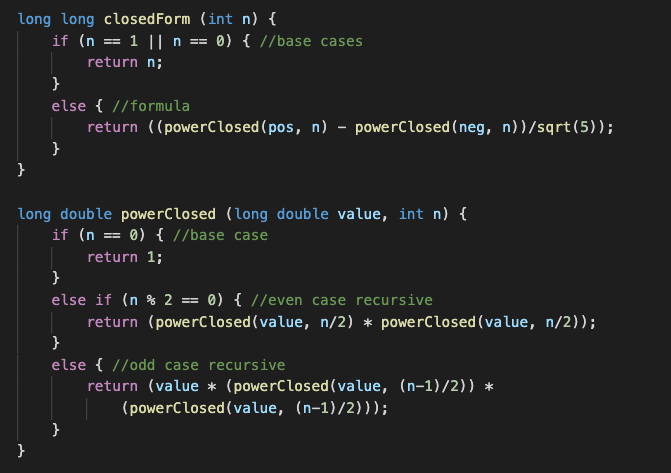 long long closedForm (int n) {
    if (n == 1 || n == 0) { //base cases
        return n;
    }
    else { //formula
        return ((powerClosed(pos, n) - powerClosed(neg, n))/sqrt(5));
    }
}

long double powerClosed (long double value, int n) {
    if (n == 0) { //base case
        return 1;
    }
    else if (n % 2 == 0) { //even case recursive
        return (powerClosed(value, n/2) * powerClosed(value, n/2));
    }
    else { //odd case recursive
        return (value * (powerClosed(value, (n-1)/2)) *
            (powerClosed(value, (n-1)/2)));
    }
}